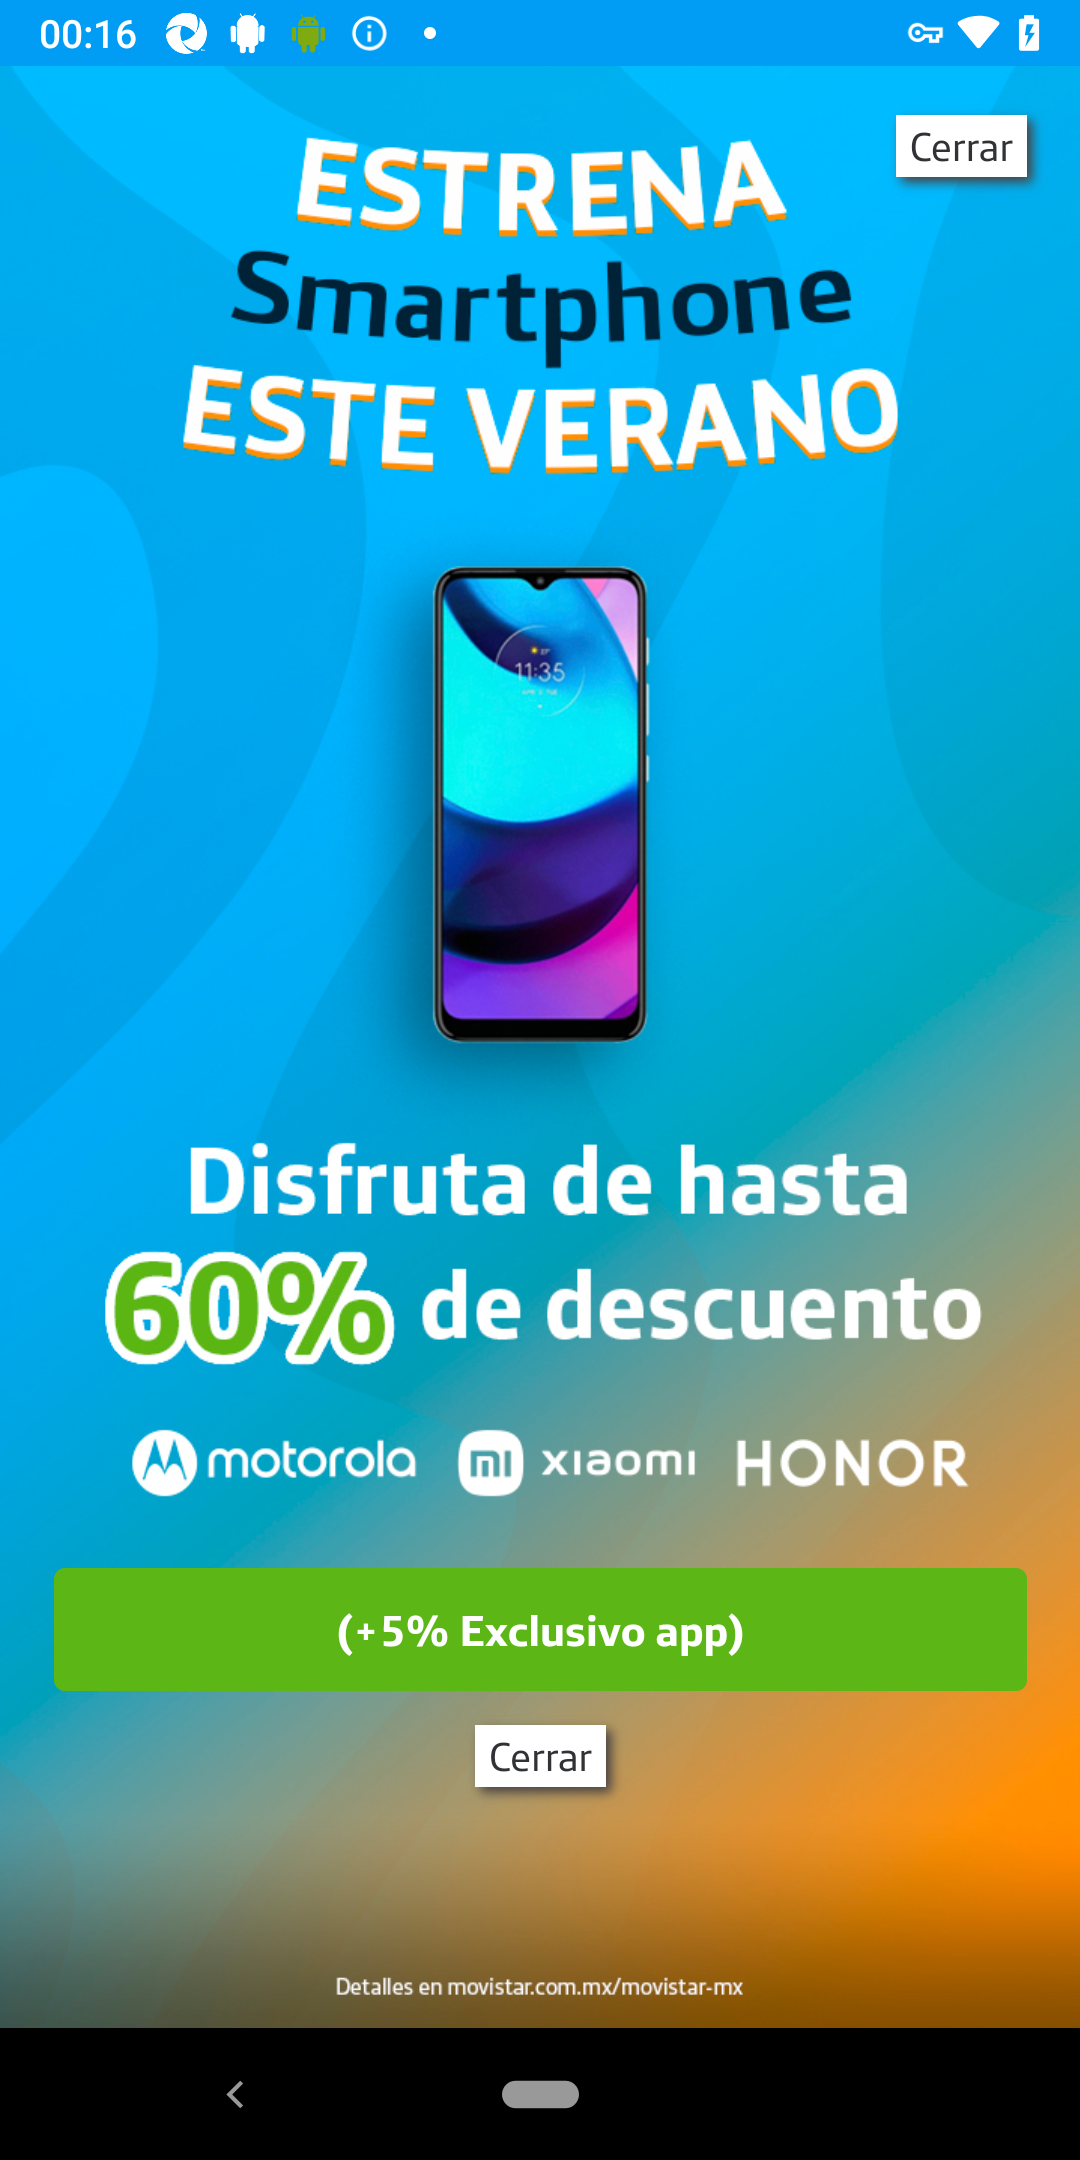 00:16
Cerrar
ESTRENA
Smartphone
ESTE VERANO
11:35
Disfruta de hasta
60% de descuento
motorola mi xiaomi HONOR
(+5% Exclusivo app)
Cerrar
Detalles en movistar.com.mx/movistar-mx